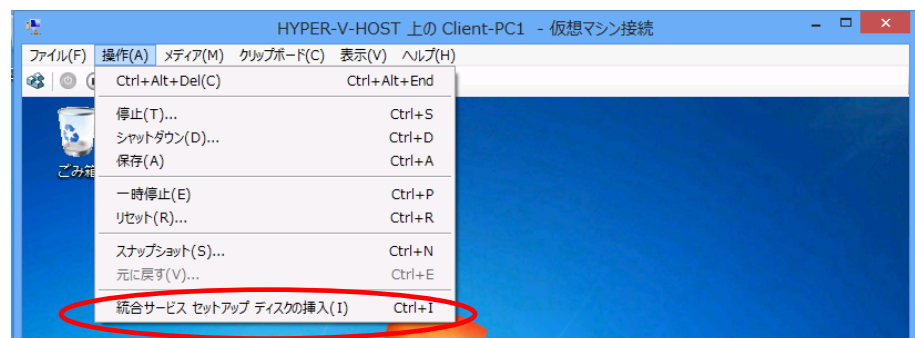 HYPER-V-HOST 上の Client-PC1 - 仮想マシン接続
ファイル(F) 操作(A) メディア(M) クリップボード(C) 表示(V) ヘルプ(H)
Ctrl+Alt+Del(C) Ctrl+Alt+End
停止(T)... Ctrl+S
シャットダウン(D)... Ctrl+D
保存(A) Ctrl+A
一時停止(E) Ctrl+P
リセット(R)... Ctrl+R
スナップショット(S)... Ctrl+N
元に戻す(V)... Ctrl+E
統合サービス セットアップ ディスクの挿入(I) Ctrl+I
ごみ箱